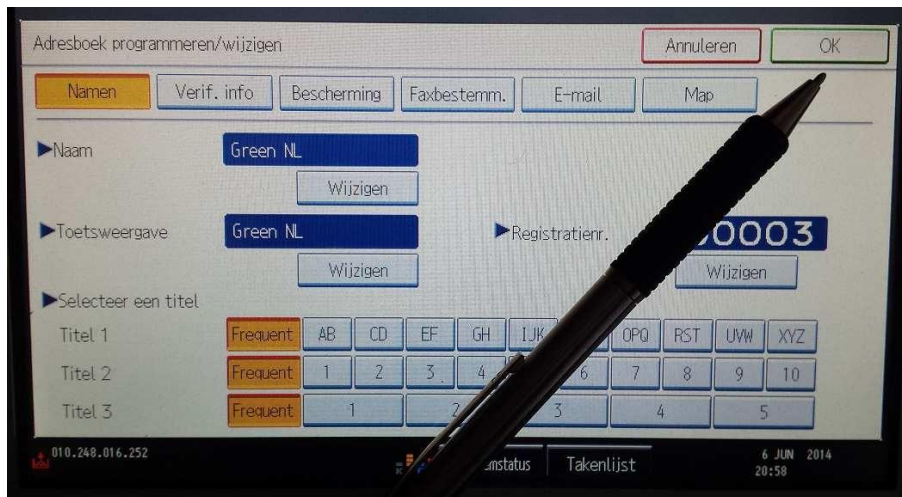 Adresboek programmeren/wijzigen Annuleren OK
Namen Verif. info Bescherming Faxbestemm. E-mail Map
Naam Green NL
Wijzigen
Toetsweergave Green NL Registratienr. 0003
Wijzigen Wijzigen
Selecteer een titel
Titel 1 Frequent AB CD EF GH IJK OPQ RST UVW XYZ
Titel 2 Frequent 1 2 3 4 6 7 8 9 10
Titel 3 Frequent 1 2 3 4 5
010.248.016.252 Takenlijst 6 JUN 2014
20:58